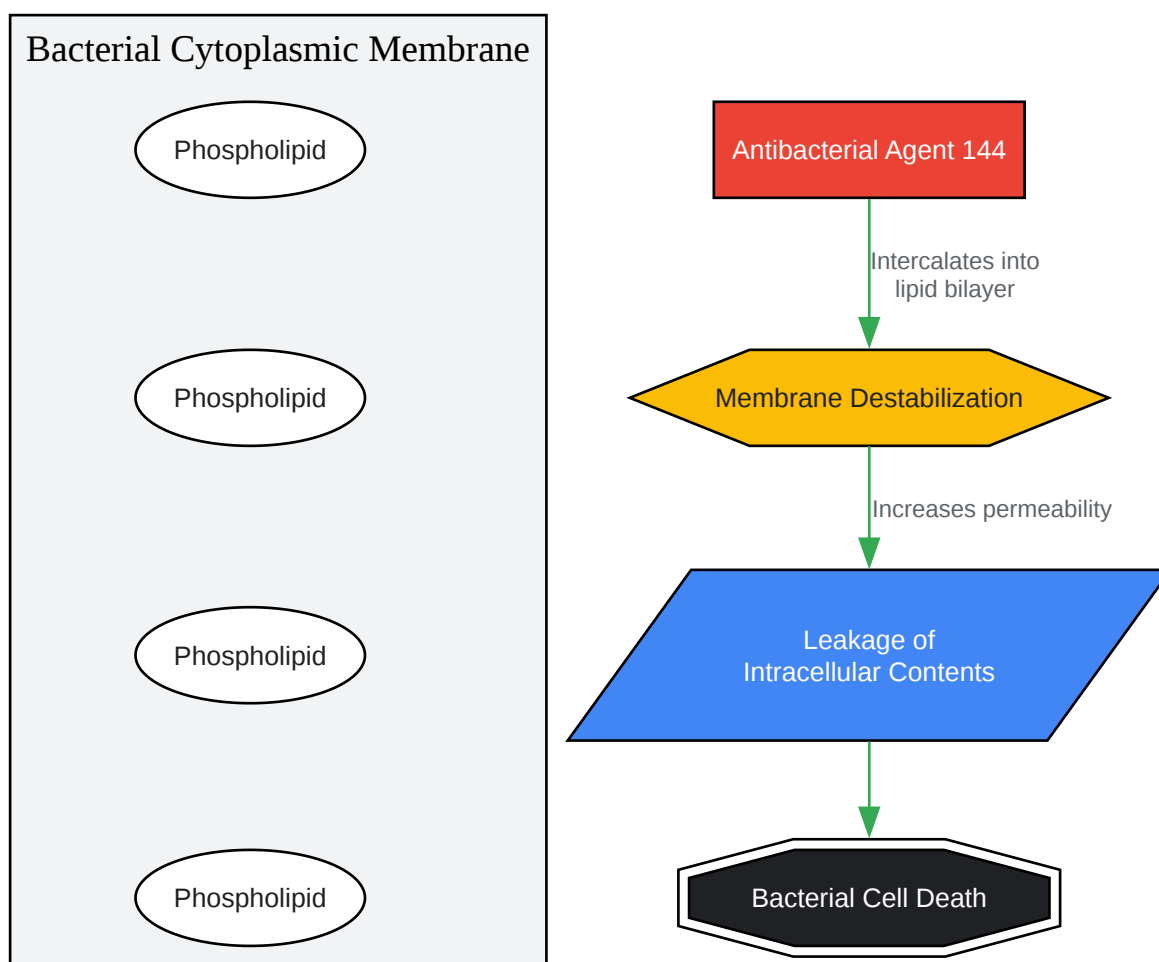 Bacterial Cytoplasmic Membrane
Phospholipid
Phospholipid
Phospholipid
Phospholipid
Antibacterial Agent 144
Intercalates into
lipid bilayer
Membrane Destabilization
Increases permeability
Leakage of
Intracellular Contents
Bacterial Cell Death